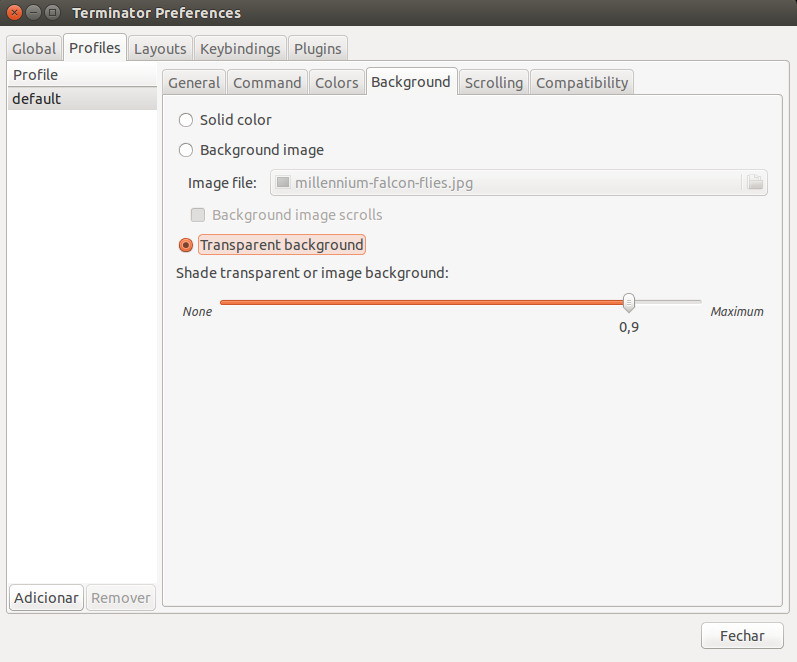 Terminator Preferences
Global Profiles Layouts Keybindings Plugins
Profile
default
General Command Colors Background Scrolling Compatibility
Solid color
Background image
Image file: millennium-falcon-flies.jpg
Background image scrolls
Transparent background
Shade transparent or image background:
None Maximum
0,9
Adicionar Remover
Fechar